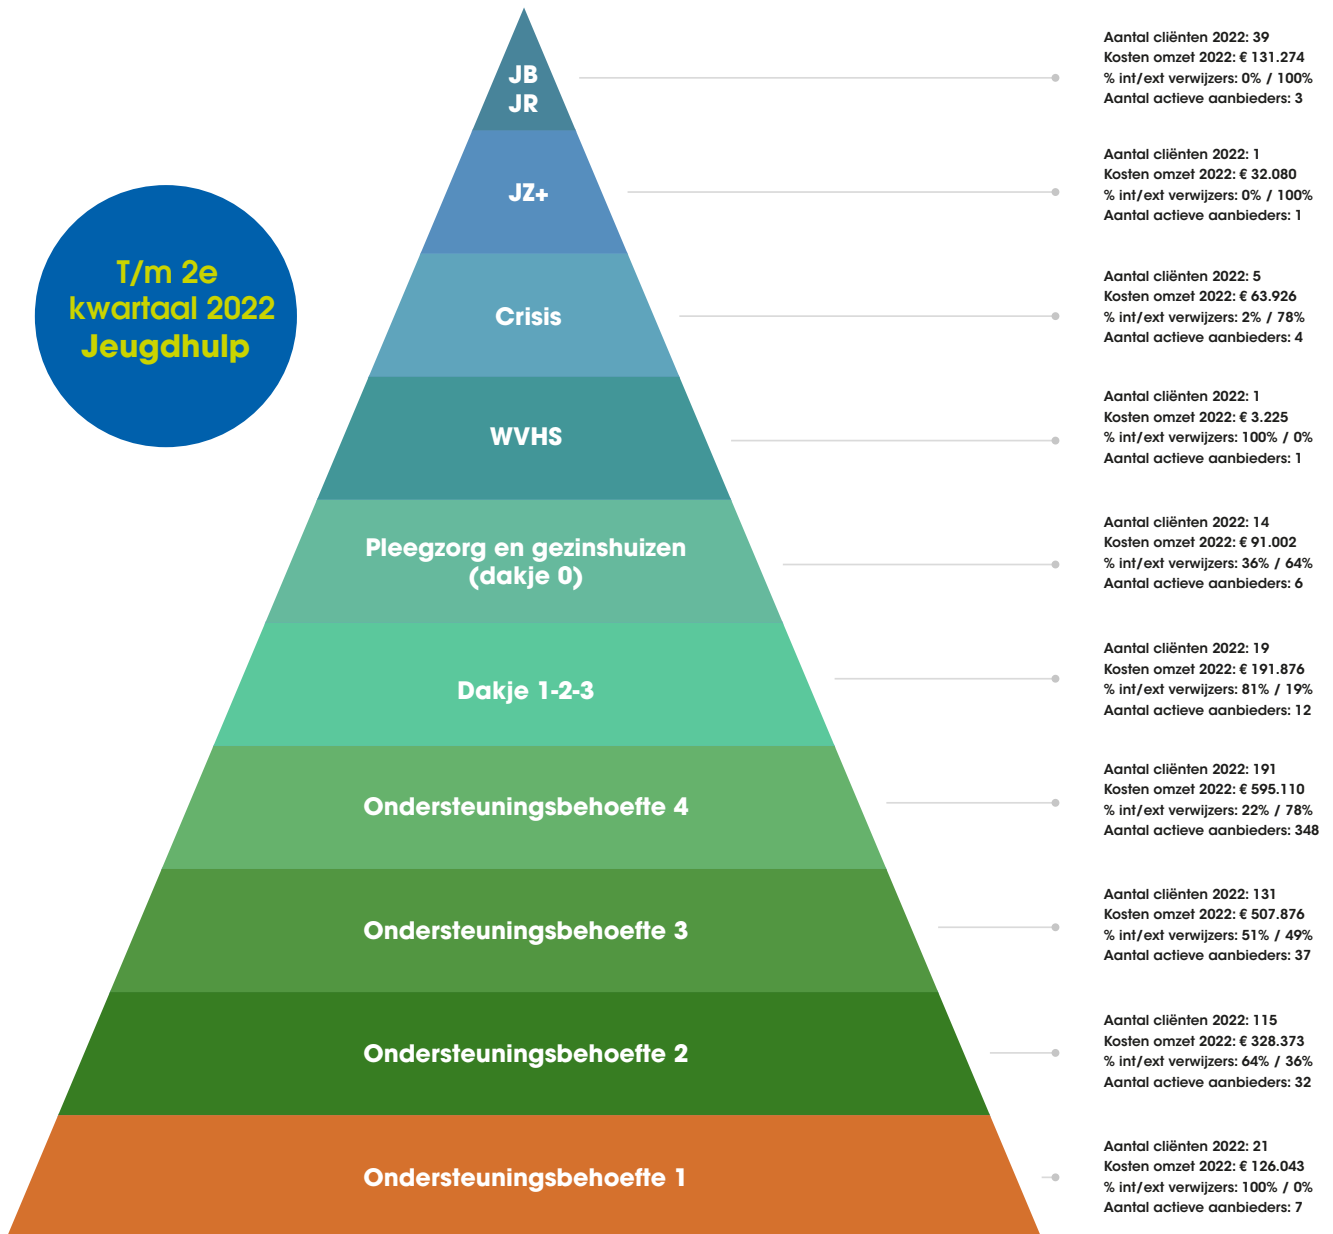 T/m 2e
kwartaal 2022
Jeugdhulp
JB
JR
Aantal cliënten 2022: 39
Kosten omzet 2022: € 131.274
% int/ext verwijzers: 0% / 100%
Aantal actieve aanbieders: 3
JZ+
Aantal cliënten 2022: 1
Kosten omzet 2022: € 32.080
% int/ext verwijzers: 0% / 100%
Aantal actieve aanbieders: 1
Crisis
Aantal cliënten 2022: 5
Kosten omzet 2022: € 63.926
% int/ext verwijzers: 2% / 78%
Aantal actieve aanbieders: 4
WVHS
Aantal cliënten 2022: 1
Kosten omzet 2022: € 3.225
% int/ext verwijzers: 100% / 0%
Aantal actieve aanbieders: 1
Pleegzorg en gezinshuizen
(dakje 0)
Aantal cliënten 2022: 14
Kosten omzet 2022: € 91.002
% int/ext verwijzers: 36% / 64%
Aantal actieve aanbieders: 6
Dakje 1-2-3
Aantal cliënten 2022: 19
Kosten omzet 2022: € 191.876
% int/ext verwijzers: 81% / 19%
Aantal actieve aanbieders: 12
Ondersteuningsbehoefte 4
Aantal cliënten 2022: 191
Kosten omzet 2022: € 595.110
% int/ext verwijzers: 22% / 78%
Aantal actieve aanbieders: 348
Ondersteuningsbehoefte 3
Aantal cliënten 2022: 131
Kosten omzet 2022: € 507.876
% int/ext verwijzers: 51% / 49%
Aantal actieve aanbieders: 37
Ondersteuningsbehoefte 2
Aantal cliënten 2022: 115
Kosten omzet 2022: € 328.373
% int/ext verwijzers: 64% / 36%
Aantal actieve aanbieders: 32
Ondersteuningsbehoefte 1
Aantal cliënten 2022: 21
Kosten omzet 2022: € 126.043
% int/ext verwijzers: 100% / 0%
Aantal actieve aanbieders: 7